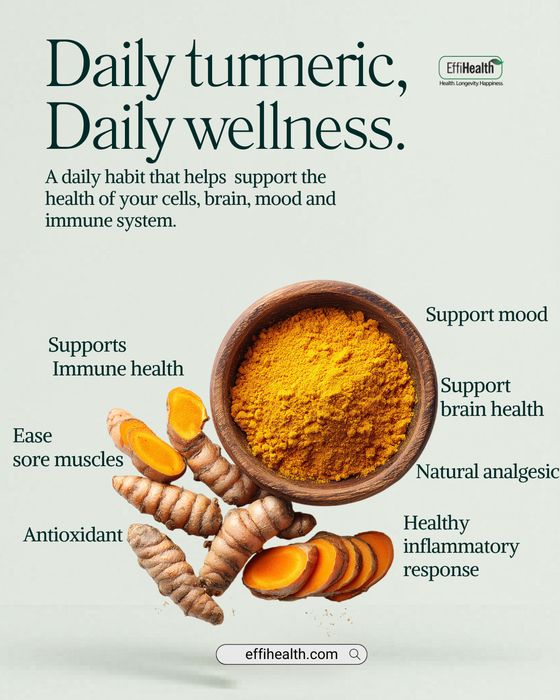 Daily turmeric,
Daily wellness.
EffiHealth
Health. Longevity. Happiness.
A daily habit that helps support the
health of your cells, brain, mood and
immune system.
Support mood
Supports
Immune health
Support
brain health
Ease
sore muscles
Natural analgesic
Antioxidant
Healthy
inflammatory
response
effihealth.com